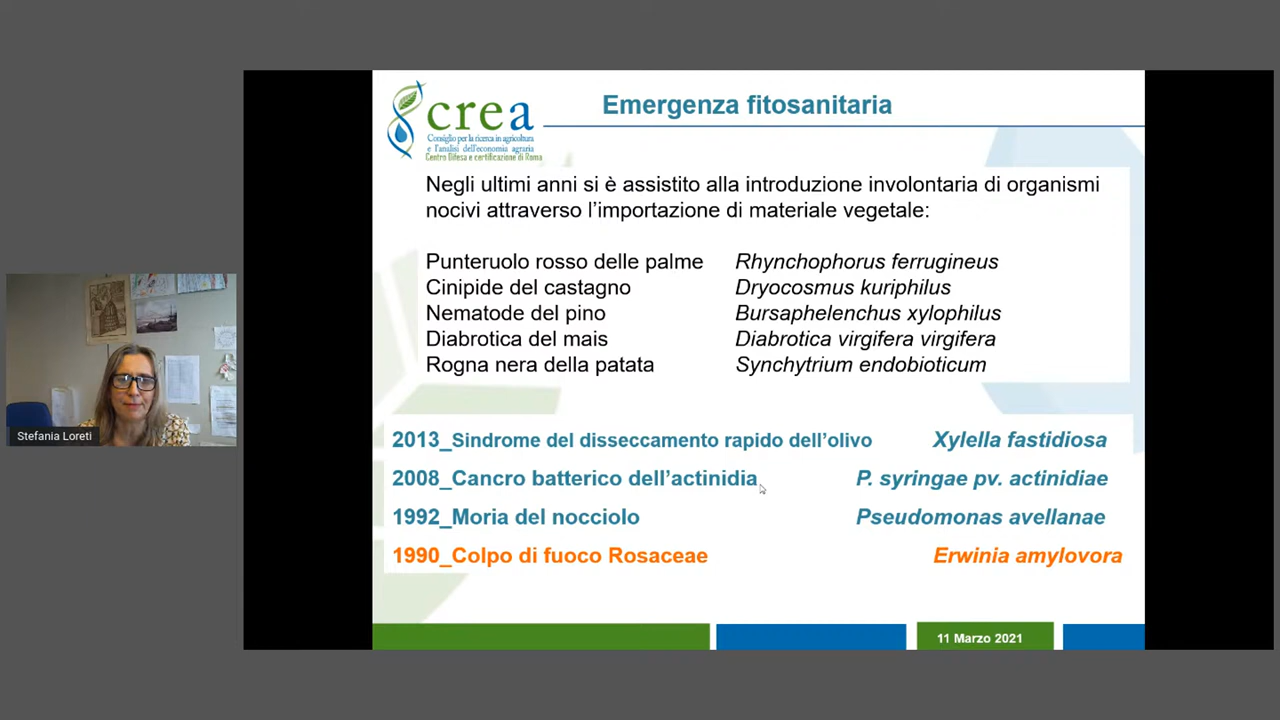 crea
Consiglio per la ricerca in agricoltura
e l'analisi dell'economia agraria
Centro Difesa e certificazione di Roma
Emergenza fitosanitaria
Negli ultimi anni si è assistito alla introduzione involontaria di organismi
nocivi attraverso l'importazione di materiale vegetale:
Punteruolo rosso delle palme Rhynchophorus ferrugineus
Cinipide del castagno Dryocosmus kuriphilus
Nematode del pino Bursaphelenchus xylophilus
Diabrotica del mais Diabrotica virgifera virgifera
Rogna nera della patata Synchytrium endobioticum
2013_Sindrome del disseccamento rapido dell'olivo Xylella fastidiosa
2008_Cancro batterico dell'actinidia P. syringae pv. actinidiae
1992_Moria del nocciolo Pseudomonas avellanae
1990_Colpo di fuoco Rosaceae Erwinia amylovora
11 Marzo 2021
Stefania Loreti